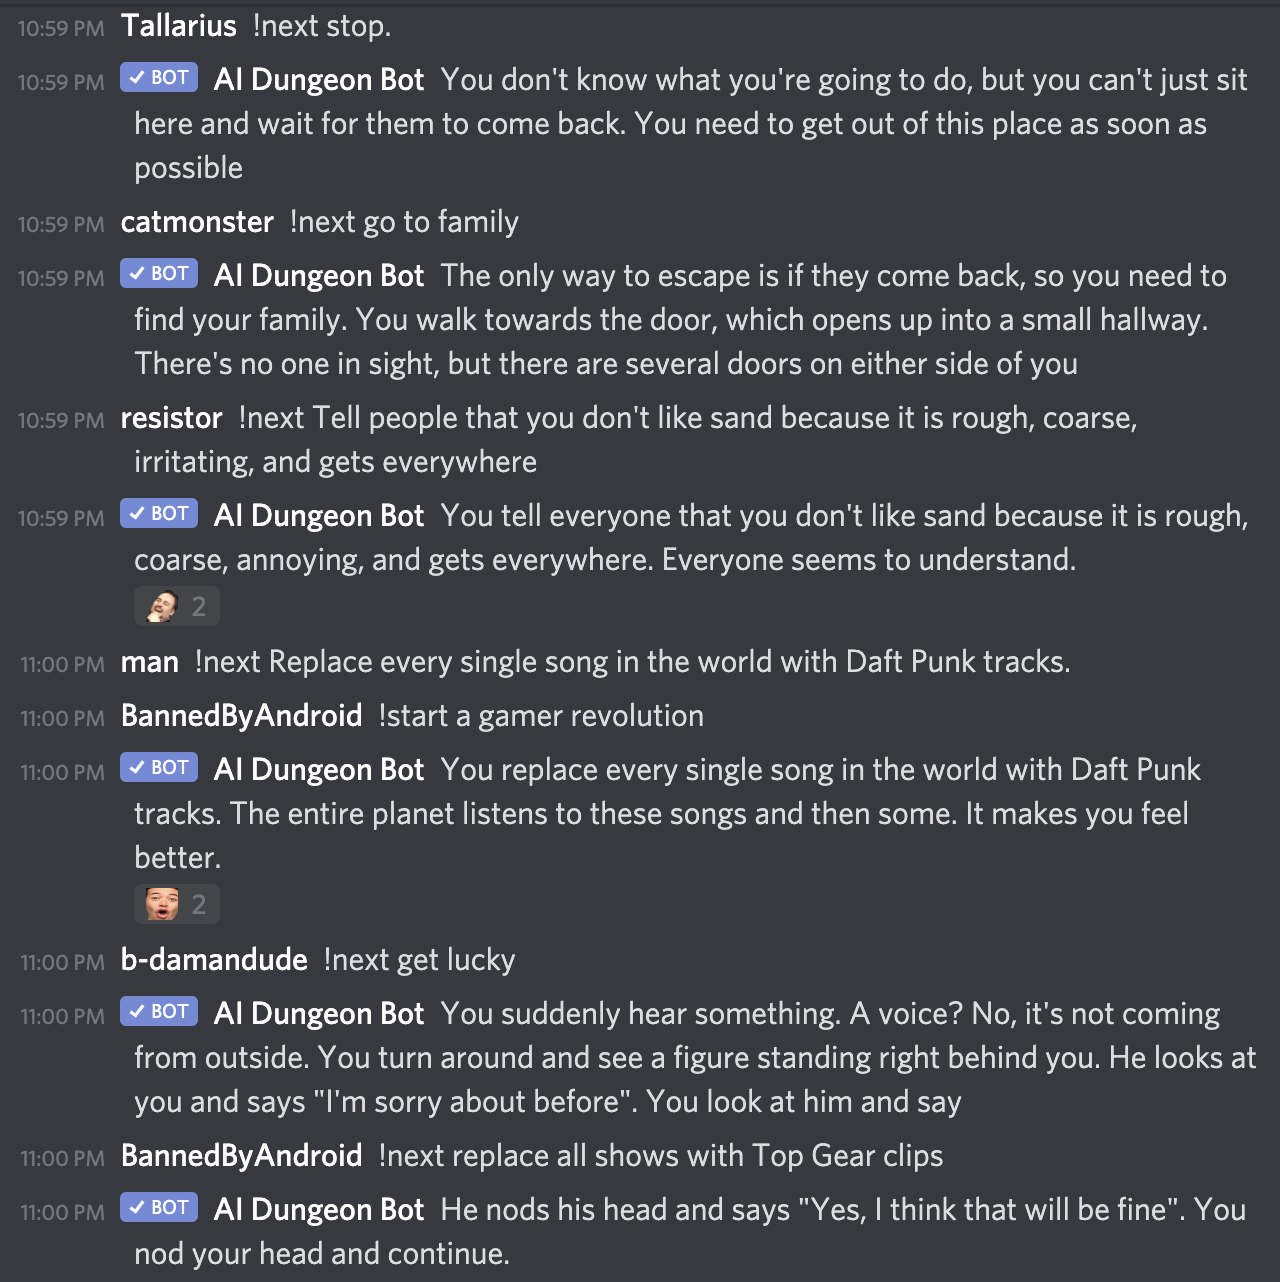 10:59 PM Tallarius !next stop.
10:59 PM ✓ BOT AI Dungeon Bot You don't know what you're going to do, but you can't just sit
here and wait for them to come back. You need to get out of this place as soon as
possible
10:59 PM catmonster !next go to family
10:59 PM ✓ BOT AI Dungeon Bot The only way to escape is if they come back, so you need to
find your family. You walk towards the door, which opens up into a small hallway.
There's no one in sight, but there are several doors on either side of you
10:59 PM resistor !next Tell people that you don't like sand because it is rough, coarse,
irritating, and gets everywhere
10:59 PM ✓ BOT AI Dungeon Bot You tell everyone that you don't like sand because it is rough,
coarse, annoying, and gets everywhere. Everyone seems to understand.
2
11:00 PM man !next Replace every single song in the world with Daft Punk tracks.
11:00 PM BannedByAndroid !start a gamer revolution
11:00 PM ✓ BOT AI Dungeon Bot You replace every single song in the world with Daft Punk
tracks. The entire planet listens to these songs and then some. It makes you feel
better.
2
11:00 PM b-damandude !next get lucky
11:00 PM ✓ BOT AI Dungeon Bot You suddenly hear something. A voice? No, it's not coming
from outside. You turn around and see a figure standing right behind you. He looks at
you and says "I'm sorry about before". You look at him and say
11:00 PM BannedByAndroid !next replace all shows with Top Gear clips
11:00 PM ✓ BOT AI Dungeon Bot He nods his head and says "Yes, I think that will be fine". You
nod your head and continue.